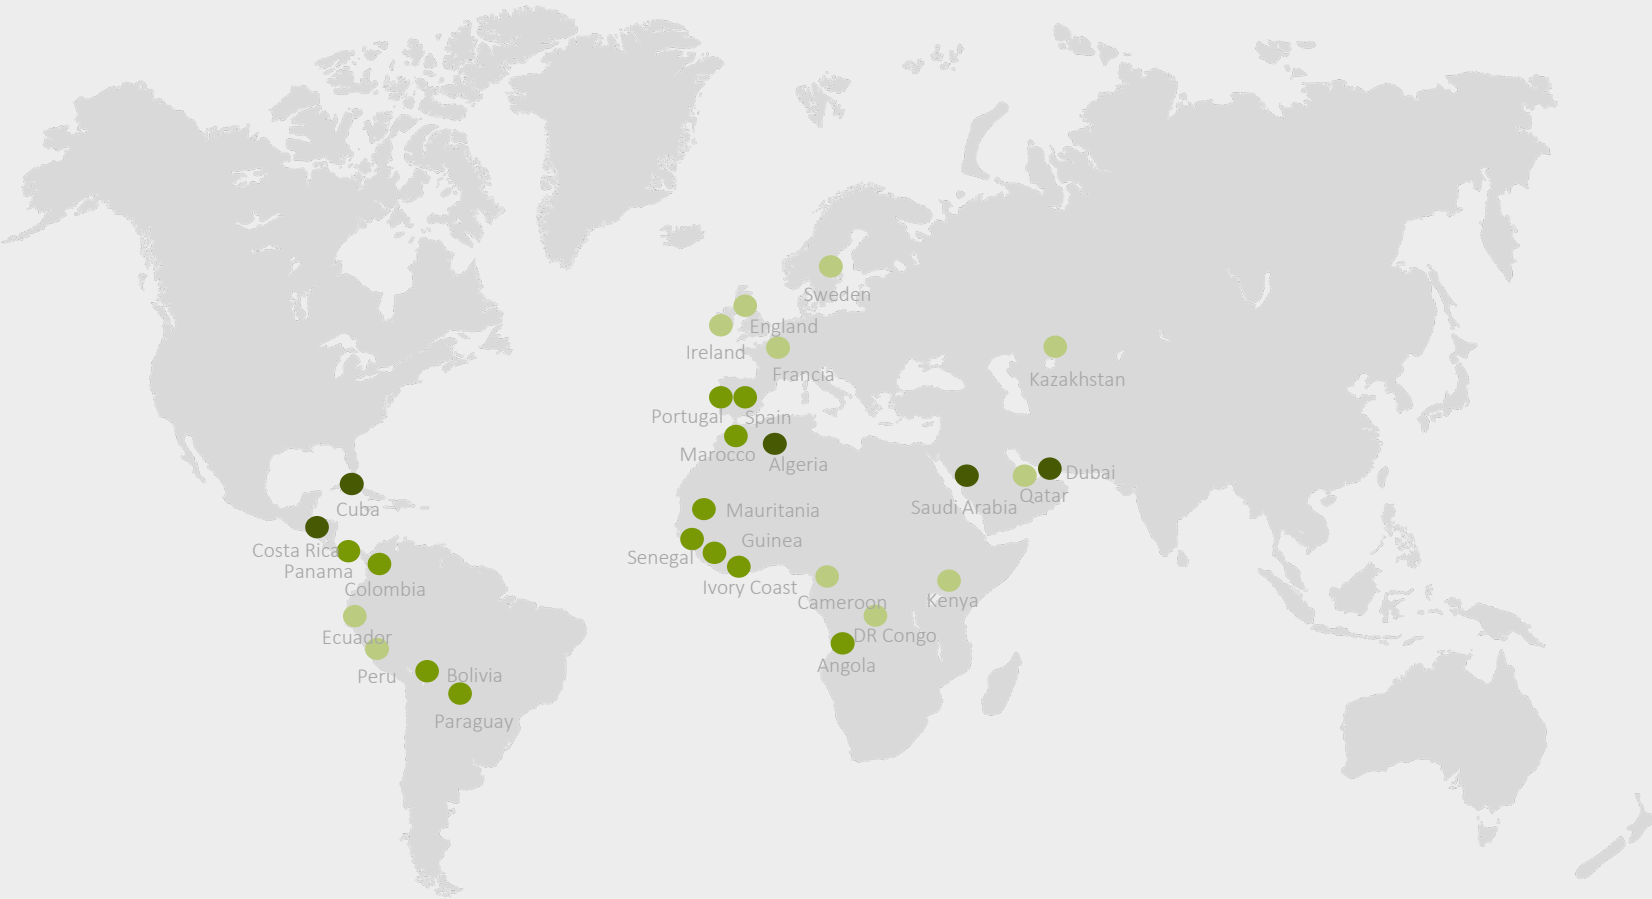 Sweden
England
Ireland
Francia
Kazakhstan
Portugal
Spain
Marocco
Algeria
Dubai
Qatar
Saudi Arabia
Cuba
Mauritania
Costa Rica
Guinea
Senegal
Panama
Colombia
Ivory Coast
Cameroon
Kenya
Ecuador
DR Congo
Angola
Peru
Bolivia
Paraguay